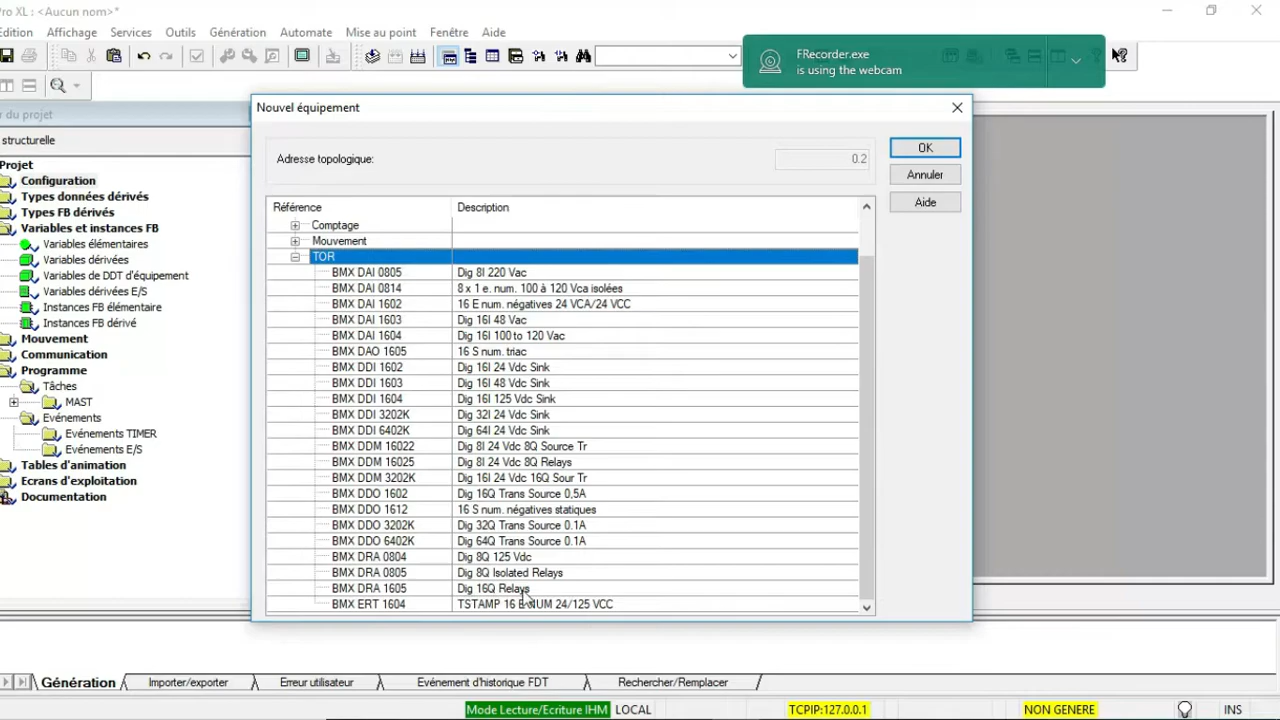 Pro XL : <Aucun nom>*
Edition Affichage Services Outils Génération Automate Mise au point Fenêtre Aide
FRecorder.exe
is using the webcam
r du projet
structurelle
Projet
Configuration
Types données dérivés
Types FB dérivés
Variables et instances FB
Variables élémentaires
Variables dérivées
Variables de DDT d'équipement
Variables dérivées E/S
Instances FB élémentaire
Instances FB dérivé
Mouvement
Communication
Programme
Tâches
MAST
Evénements
Evénements TIMER
Evénements E/S
Tables d'animation
Ecrans d'exploitation
Documentation
Nouvel équipement
Adresse topologique: 0.2
OK
Annuler
Aide
Référence Description
Comptage
Mouvement
TOR
BMX DAI 0805 Dig 8I 220 Vac
BMX DAI 0814 8 x 1 e. num. 100 à 120 Vca isolées
BMX DAI 1602 16 E num. négatives 24 VCA/24 VCC
BMX DAI 1603 Dig 16I 48 Vac
BMX DAI 1604 Dig 16I 100 to 120 Vac
BMX DAO 1605 16 S num. triac
BMX DDI 1602 Dig 16I 24 Vdc Sink
BMX DDI 1603 Dig 16I 48 Vdc Sink
BMX DDI 1604 Dig 16I 125 Vdc Sink
BMX DDI 3202K Dig 32I 24 Vdc Sink
BMX DDI 6402K Dig 64I 24 Vdc Sink
BMX DDM 16022 Dig 8I 24 Vdc 8Q Source Tr
BMX DDM 16025 Dig 8I 24 Vdc 8Q Relays
BMX DDM 3202K Dig 16I 24 Vdc 16Q Sour Tr
BMX DDO 1602 Dig 16Q Trans Source 0,5A
BMX DDO 1612 16 S num. négatives statiques
BMX DDO 3202K Dig 32Q Trans Source 0.1A
BMX DDO 6402K Dig 64Q Trans Source 0.1A
BMX DRA 0804 Dig 8Q 125 Vdc
BMX DRA 0805 Dig 8Q Isolated Relays
BMX DRA 1605 Dig 16Q Relays
BMX ERT 1604 TSTAMP 16 E NUM 24/125 VCC
Génération Importer/exporter Erreur utilisateur Evénement d'historique FDT Rechercher/Remplacer
Mode Lecture/Ecriture IHM LOCAL TCPIP:127.0.0.1 NON GENERE INS